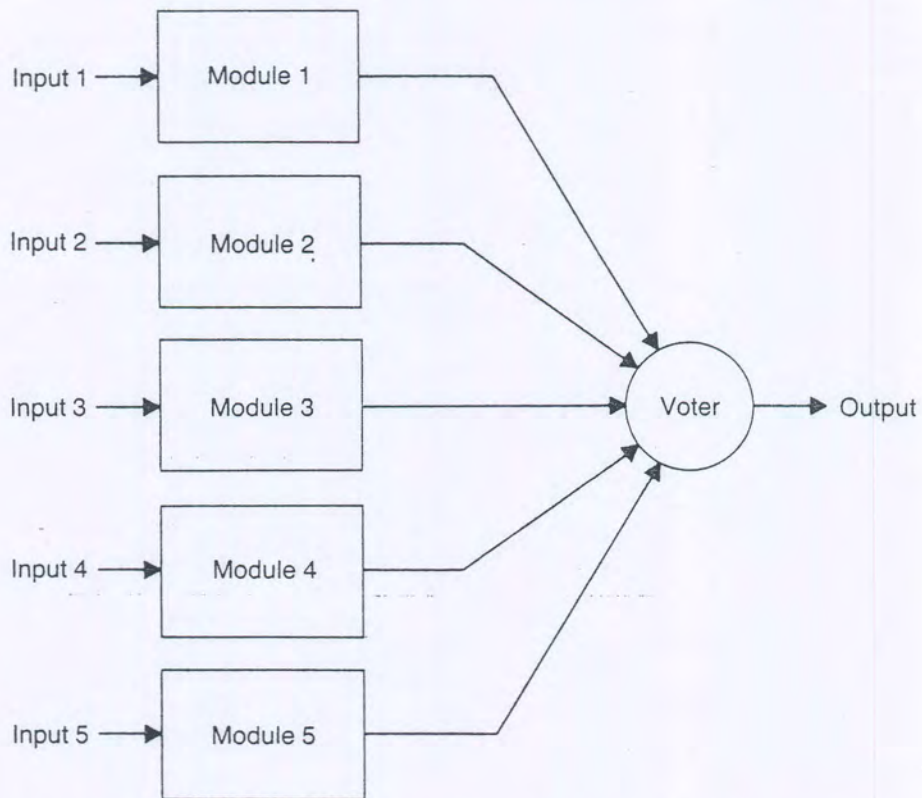 Input 1
Module 1
Input 2
Module 2
Input 3
Module 3
Voter
Output
Input 4
Module 4
Input 5
Module 5